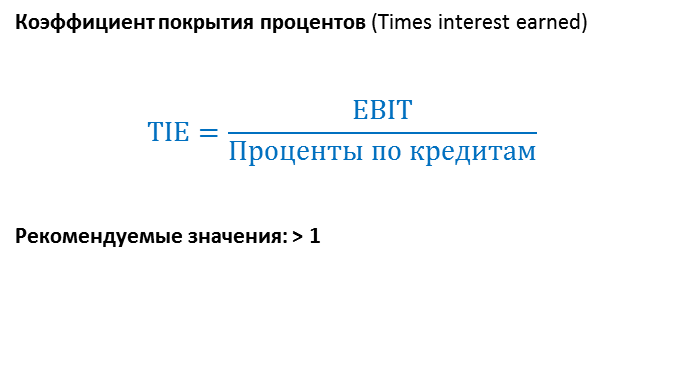 Коэффициент покрытия процентов (Times interest earned)
TIE = EBIT / Проценты по кредитам
Рекомендуемые значения: > 1